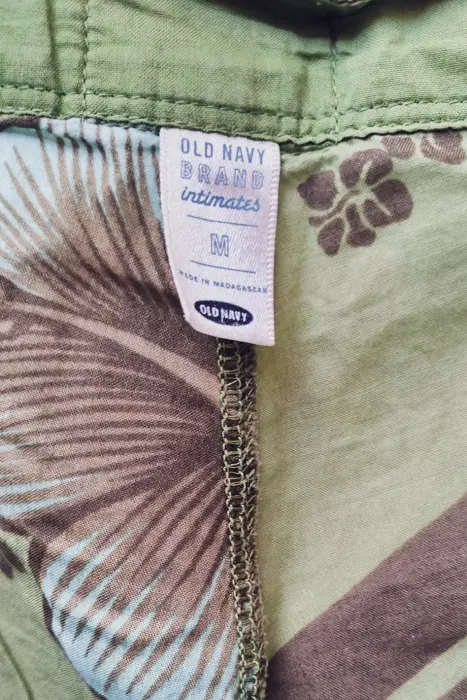 OLD NAVY
BRAND
intimates
M
MADE IN MADAGASCAR
OLD NAVY